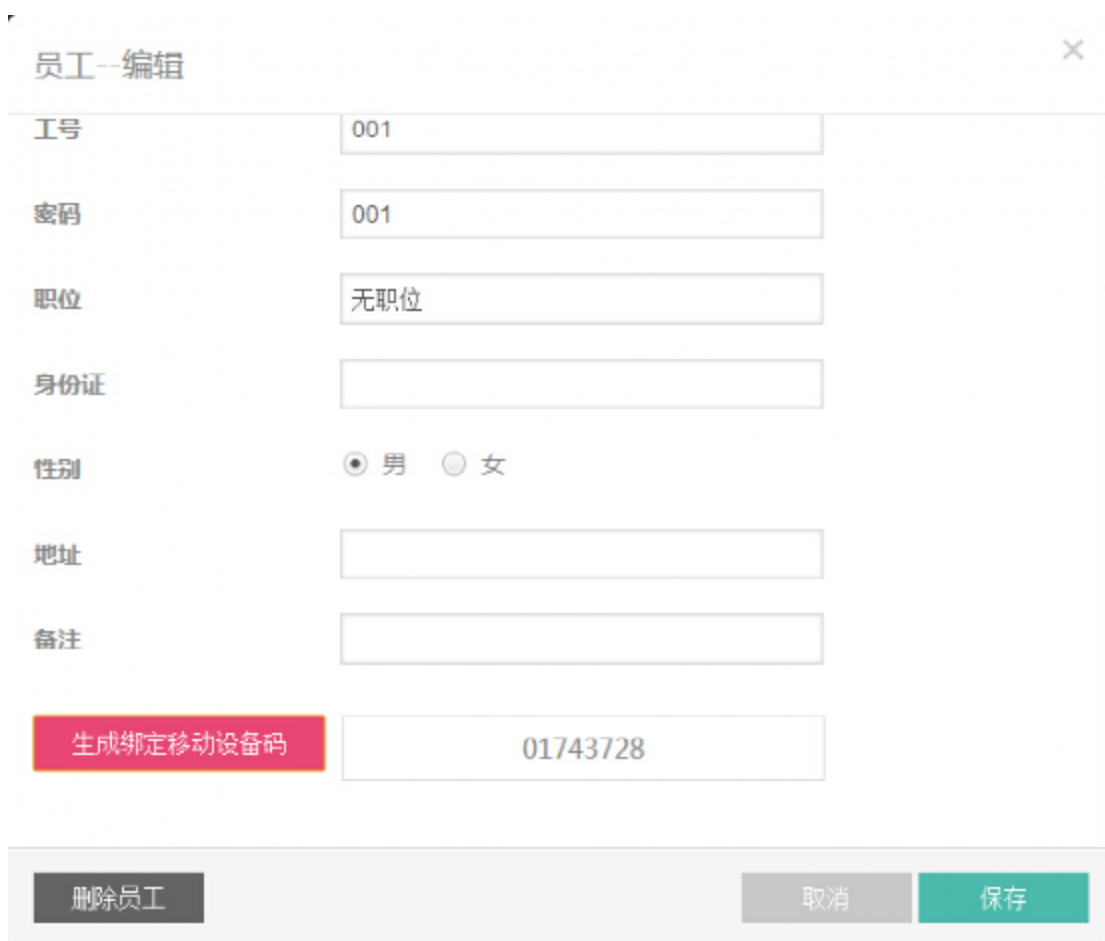 员工--编辑
工号 001
密码 001
职位 无职位
身份证
性别 男 女
地址
备注
生成绑定移动设备码 01743728
删除员工 取消 保存